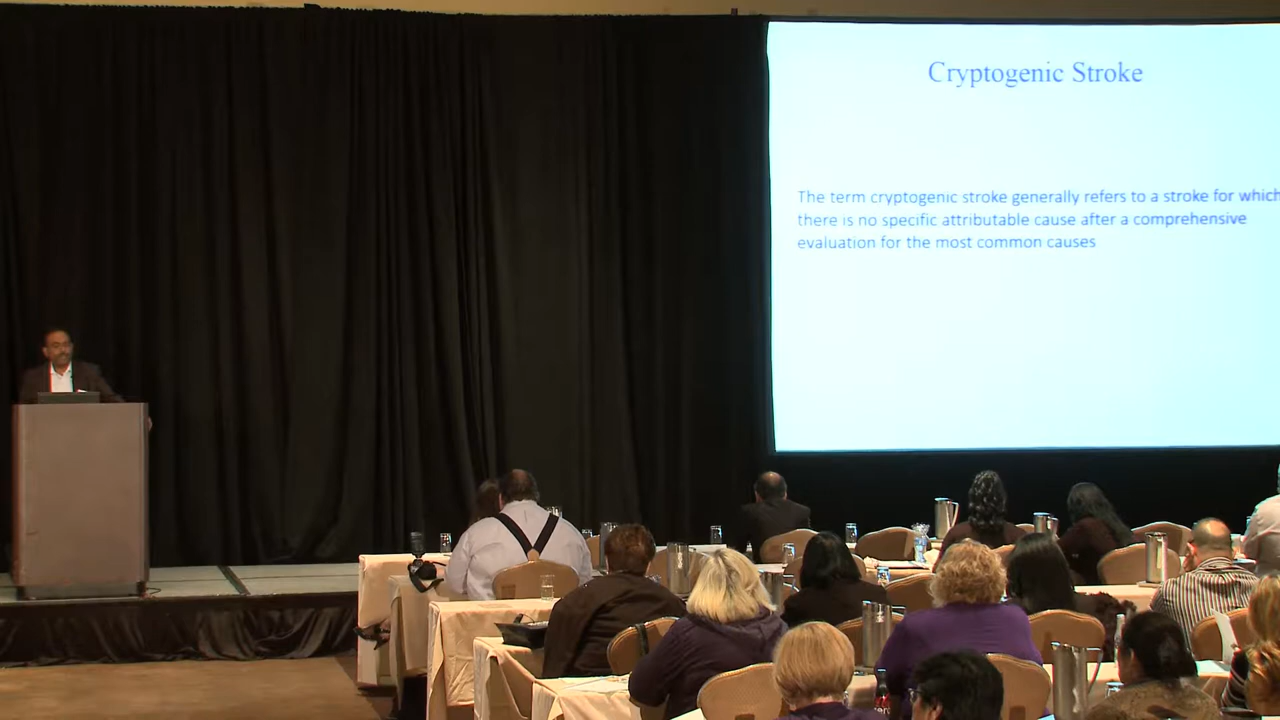 Cryptogenic Stroke
The term cryptogenic stroke generally refers to a stroke for which
there is no specific attributable cause after a comprehensive
evaluation for the most common causes